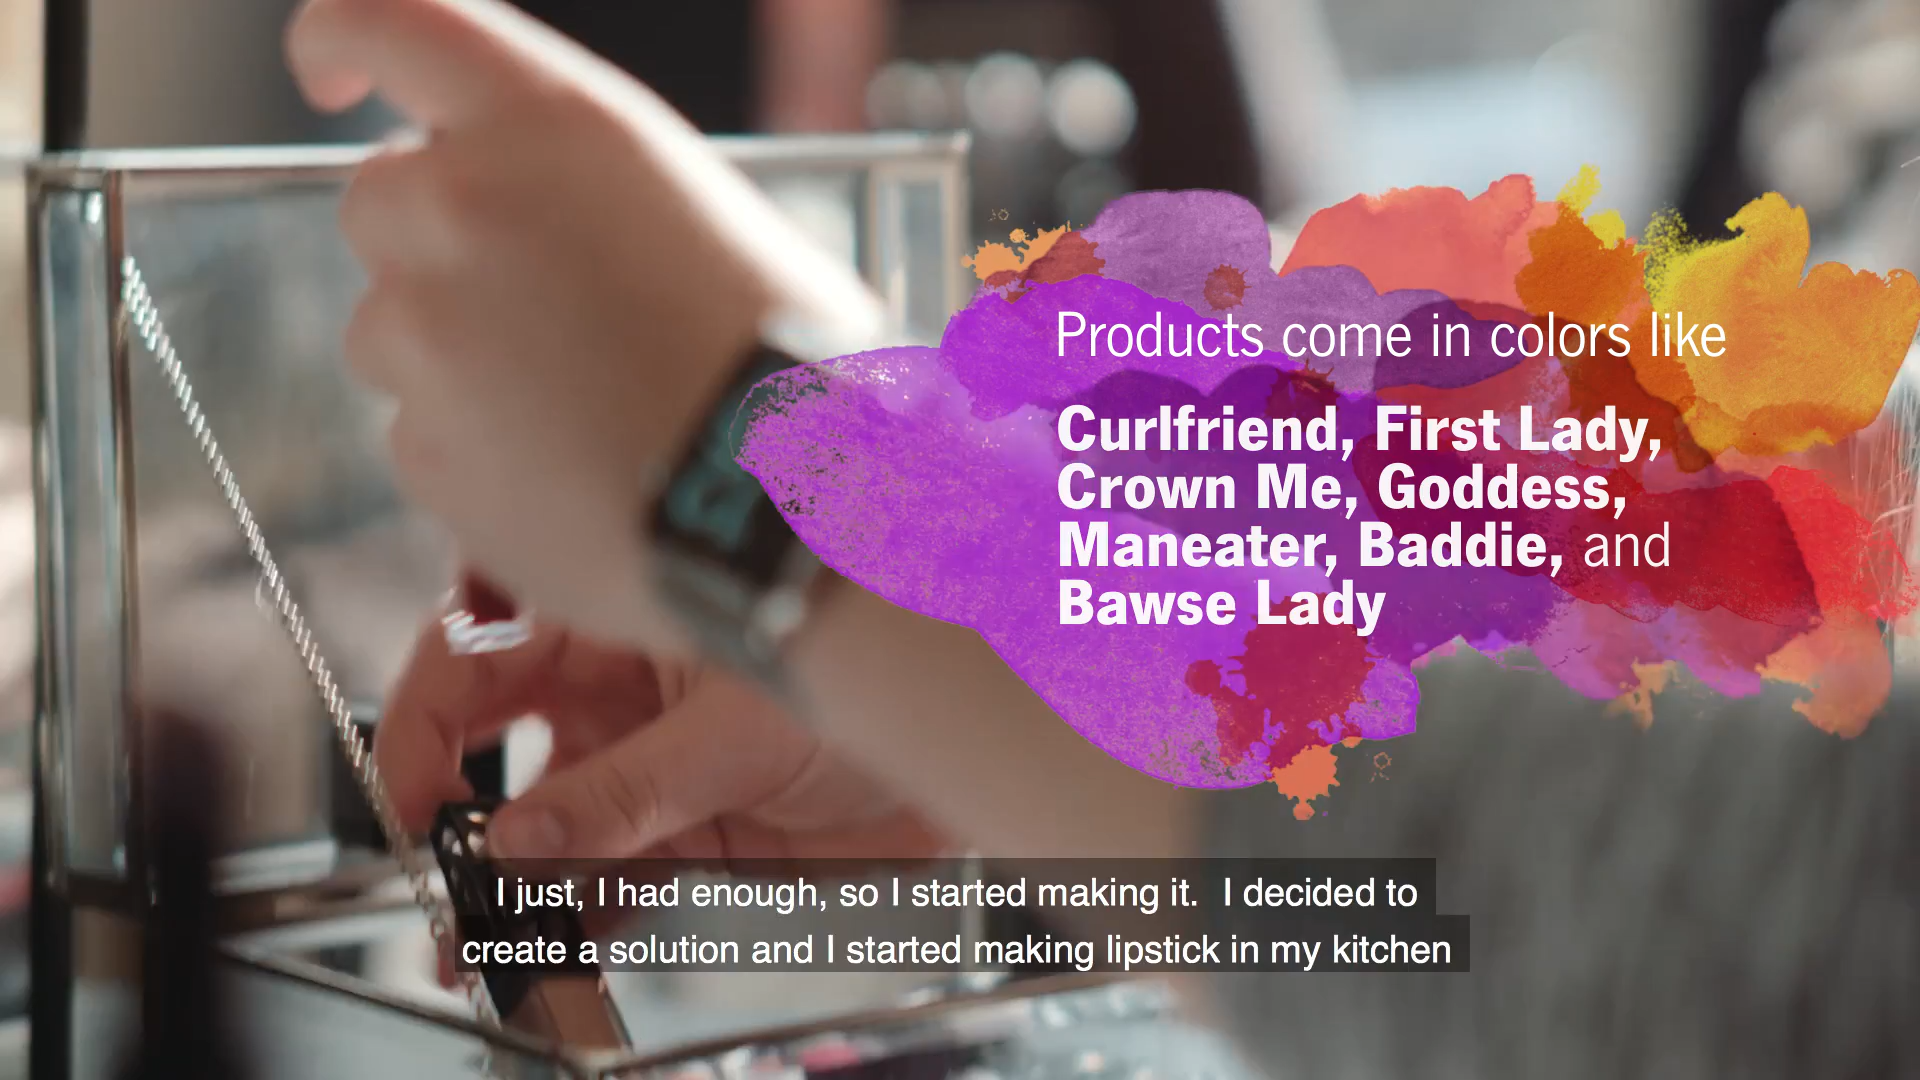 Products come in colors like
Curlfriend, First Lady,
Crown Me, Goddess,
Maneater, Baddie, and
Bawse Lady
I just, I had enough, so I started making it.  I decided to
create a solution and I started making lipstick in my kitchen